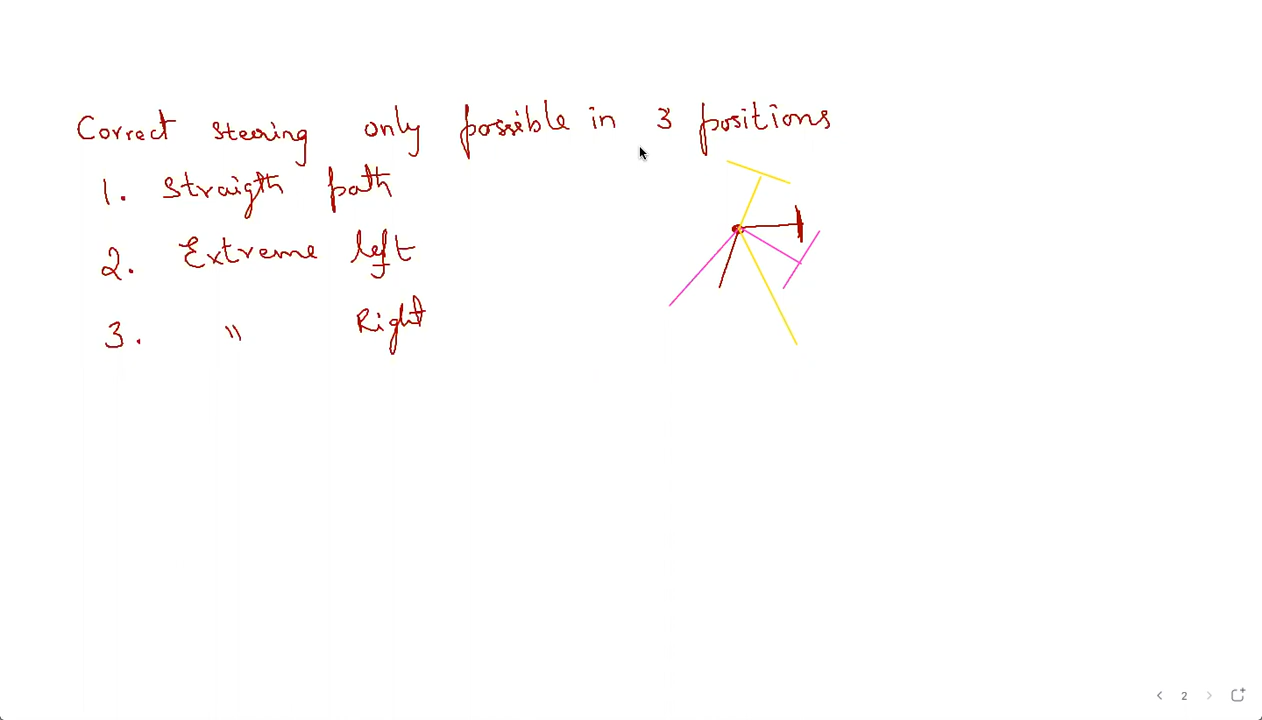 Correct steering only possible in 3 positions
1. Straigth path
2. Extreme left
3. " Right
2